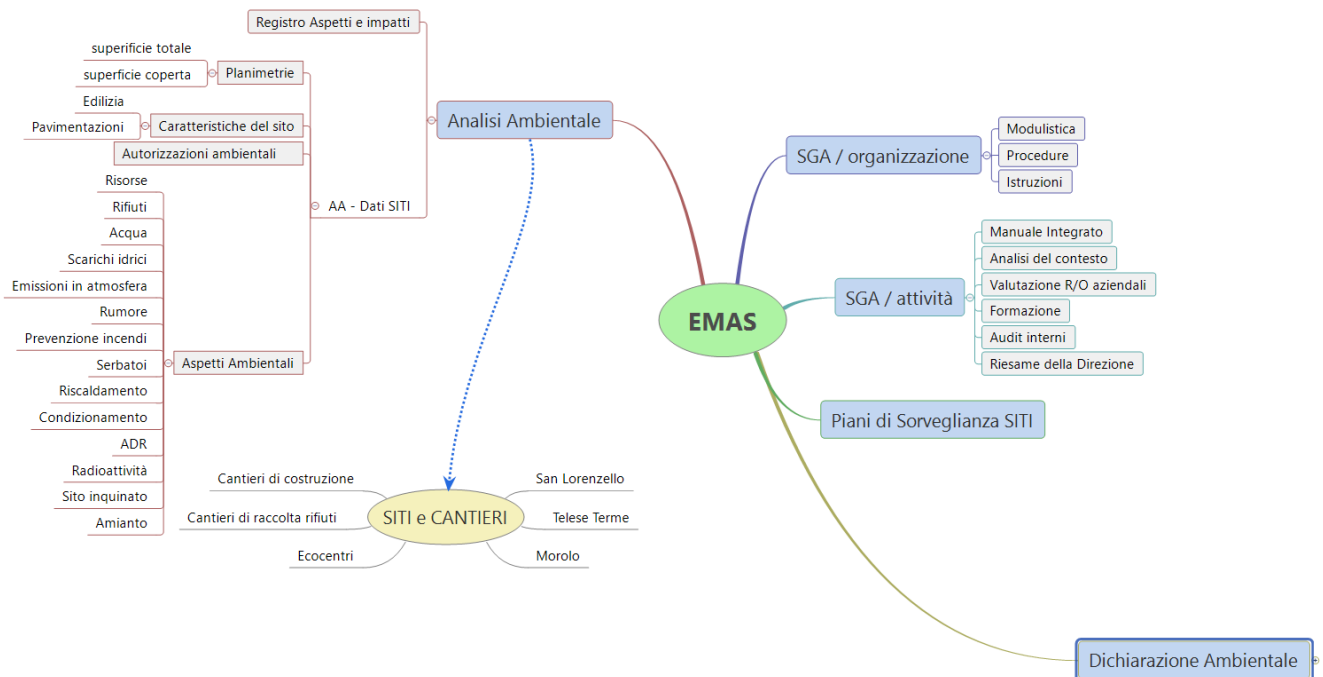 Registro Aspetti e impatti
superificie totale
superficie coperta
Planimetrie
Edilizia
Pavimentazioni
Caratteristiche del sito
Autorizzazioni ambientali
AA - Dati SITI
Risorse
Rifiuti
Acqua
Scarichi idrici
Emissioni in atmosfera
Rumore
Prevenzione incendi
Serbatoi
Riscaldamento
Condizionamento
ADR
Radioattività
Sito inquinato
Amianto
Aspetti Ambientali
Analisi Ambientale
EMAS
SGA / organizzazione
Modulistica
Procedure
Istruzioni
SGA / attività
Manuale Integrato
Analisi del contesto
Valutazione R/O aziendali
Formazione
Audit interni
Riesame della Direzione
Piani di Sorveglianza SITI
Cantieri di costruzione
Cantieri di raccolta rifiuti
Ecocentri
SITI e CANTIERI
San Lorenzello
Telese Terme
Morolo
Dichiarazione Ambientale